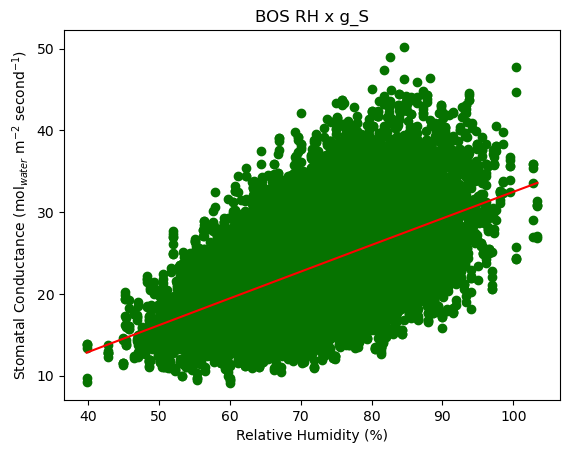 BOS RH x g_S
Stomatal Conductance (mol_water m⁻² second⁻¹)
50
40
30
20
10
40 50 60 70 80 90 100
Relative Humidity (%)